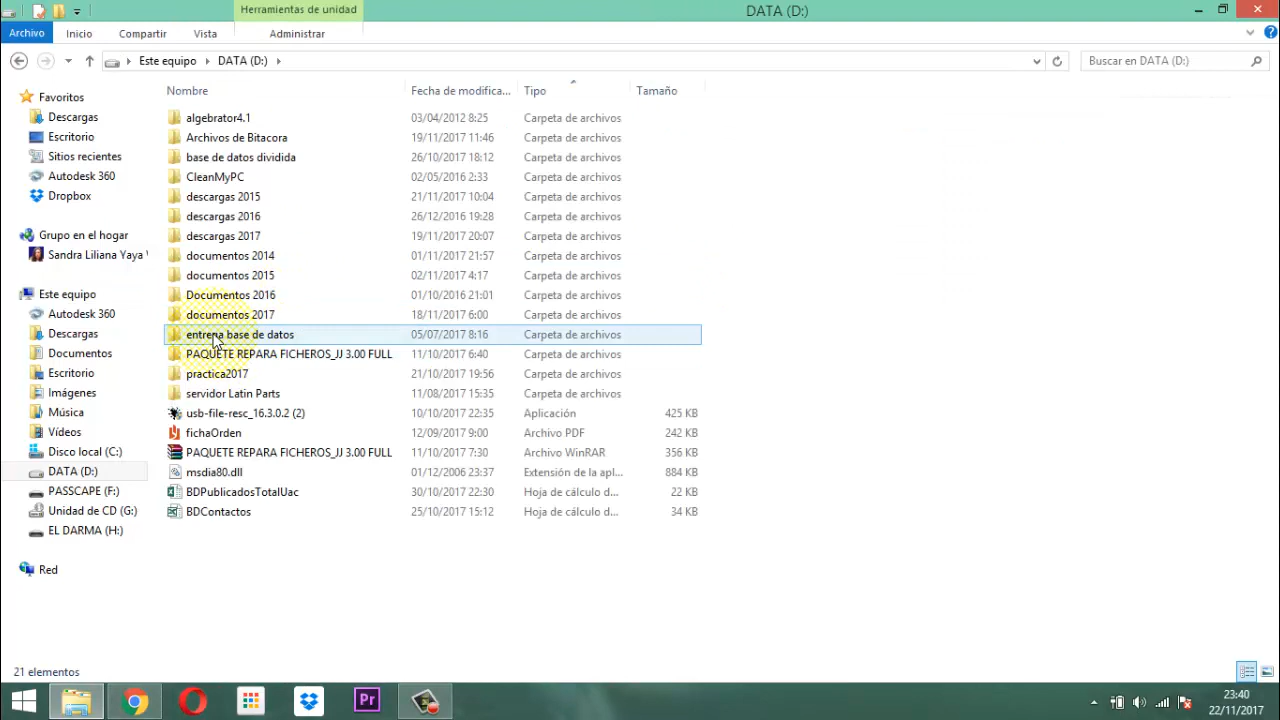 Herramientas de unidad
DATA (D:)
Archivo Inicio Compartir Vista Administrar
Este equipo DATA (D:) Buscar en DATA (D:)
Nombre Fecha de modifica... Tipo Tamaño
Favoritos
Descargas
Escritorio
Sitios recientes
Autodesk 360
Dropbox
Grupo en el hogar
Sandra Liliana Yaya
Este equipo
Autodesk 360
Descargas
Documentos
Escritorio
Imágenes
Música
Vídeos
Disco local (C:)
DATA (D:)
PASSCAPE (F:)
Unidad de CD (G:)
EL DARMA (H:)
Red
algebrator4.1 03/04/2012 8:25 Carpeta de archivos
Archivos de Bitacora 19/11/2017 11:46 Carpeta de archivos
base de datos dividida 26/10/2017 18:12 Carpeta de archivos
CleanMyPC 02/05/2016 2:33 Carpeta de archivos
descargas 2015 21/11/2017 10:04 Carpeta de archivos
descargas 2016 26/12/2016 19:28 Carpeta de archivos
descargas 2017 19/11/2017 20:07 Carpeta de archivos
documentos 2014 01/11/2017 21:57 Carpeta de archivos
documentos 2015 02/11/2017 4:17 Carpeta de archivos
Documentos 2016 01/10/2016 21:01 Carpeta de archivos
documentos 2017 18/11/2017 6:00 Carpeta de archivos
entrega base de datos 05/07/2017 8:16 Carpeta de archivos
PAQUETE REPARA FICHEROS_JJ 3.00 FULL 11/10/2017 6:40 Carpeta de archivos
practica2017 21/10/2017 19:56 Carpeta de archivos
servidor Latin Parts 11/08/2017 15:35 Carpeta de archivos
usb-file-resc_16.3.0.2 (2) 10/10/2017 22:35 Aplicación 425 KB
fichaOrden 12/09/2017 9:00 Archivo PDF 242 KB
PAQUETE REPARA FICHEROS_JJ 3.00 FULL 11/10/2017 7:30 Archivo WinRAR 356 KB
msdia80.dll 01/12/2006 23:37 Extensión de la apl... 884 KB
BDPublicadosTotalUac 30/10/2017 22:30 Hoja de cálculo d... 22 KB
BDContactos 25/10/2017 15:12 Hoja de cálculo d... 34 KB
21 elementos
Pr
23:40
22/11/2017